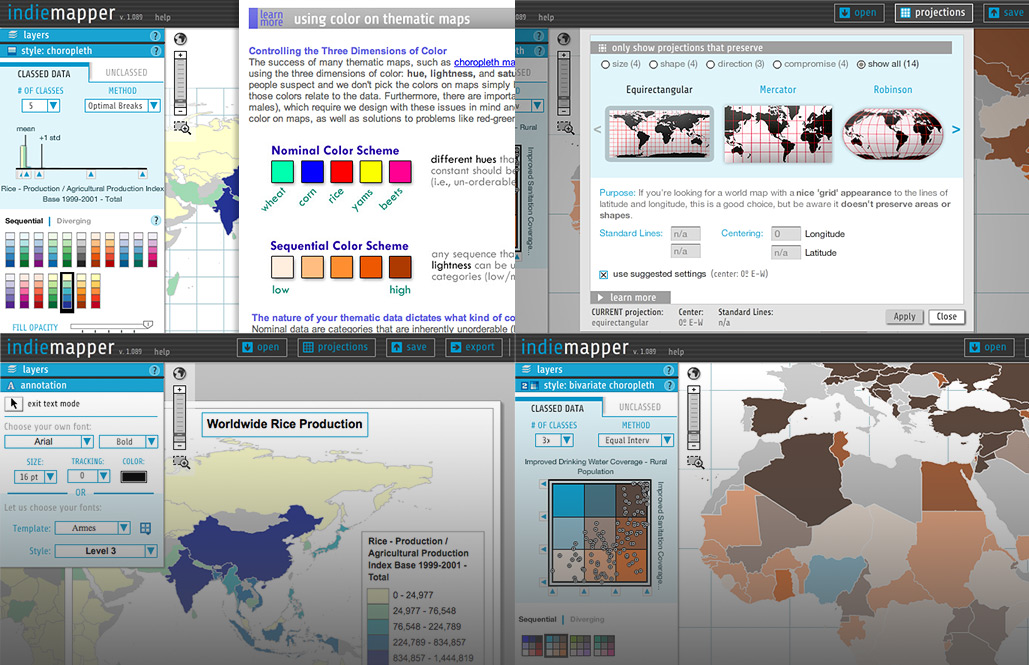 indiemapper v. 1.089 help
layers ?
style: choropleth ?
CLASSED DATA UNCLASSED
# OF CLASSES METHOD
5 Optimal Breaks
mean
+1 std
Rice - Production / Agricultural Production Index
Base 1999-2001 - Total
Sequential Diverging ?
FILL OPACITY
learn more using color on thematic maps
Controlling the Three Dimensions of Color
The success of many thematic maps, such as choropleth ma
using the three dimensions of color: hue, lightness, and satu
people suspect and we don't pick the colors on maps simply
those colors relate to the data. Furthermore, there are importa
males), which require we design with these issues in mind an
color on maps, as well as solutions to problems like red-green
Nominal Color Scheme
wheat corn rice yams beets
different hues tha
constant should be
(i.e., un-orderable
Sequential Color Scheme
low high
any sequence tha
lightness can be u
categories (low/m
The nature of your thematic data dictates what kind of co
Nominal data are categories that are inherently unorderable (
089 help
open projections save
th ?
SED
Rural
Improved Sanitation Coverage...
only show projections that preserve
size (4) shape (4) direction (3) compromise (4) show all (14)
Equirectangular Mercator Robinson
< >
Purpose: If you're looking for a world map with a nice 'grid' appearance to the lines of
latitude and longitude, this is a good choice, but be aware it doesn't preserve areas or
shapes.
Standard Lines: n/a Centering: 0 Longitude
n/a n/a Latitude
use suggested settings (center: 0º E-W)
learn more
CURRENT projection: Center: Standard Lines:
equirectangular 0º E-W n/a
Apply Close
indiemapper v. 1.089 help
open projections save export
layers ?
A annotation
exit text mode
Choose your own font:
Arial Bold
SIZE: TRACKING: COLOR:
16 pt 0
OR
Let us choose your fonts:
Template: Armes
Style: Level 3
Worldwide Rice Production
Rice - Production /
Agricultural Production
Index Base 1999-2001 -
Total
0 - 24,977
24,977 - 76,548
76,548 - 224,789
224,789 - 834,857
834,857 - 1,444,819
indiemapper v. 1.089 help
open
layers ?
2 style: bivariate choropleth ?
CLASSED DATA UNCLASSED
# OF CLASSES METHOD
Equal Interv
Improved Drinking Water Coverage - Rural
Population
Improved Sanitation Coverage...
Sequential Diverging